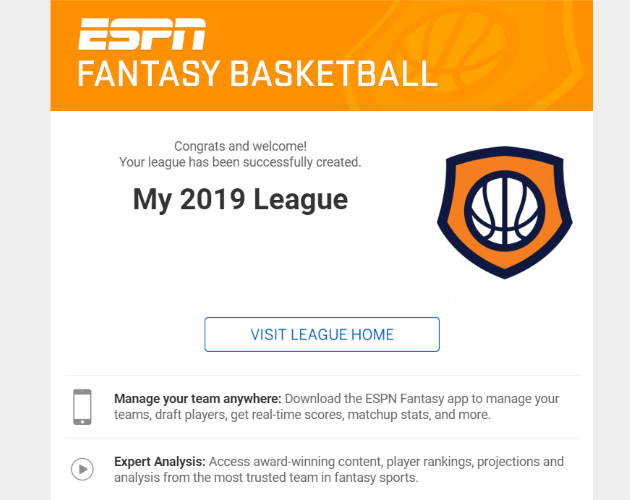 ESPN
FANTASY BASKETBALL
Congrats and welcome!
Your league has been successfully created.
My 2019 League
VISIT LEAGUE HOME
Manage your team anywhere: Download the ESPN Fantasy app to manage your
teams, draft players, get real-time scores, matchup stats, and more.
Expert Analysis: Access award-winning content, player rankings, projections and
analysis from the most trusted team in fantasy sports.